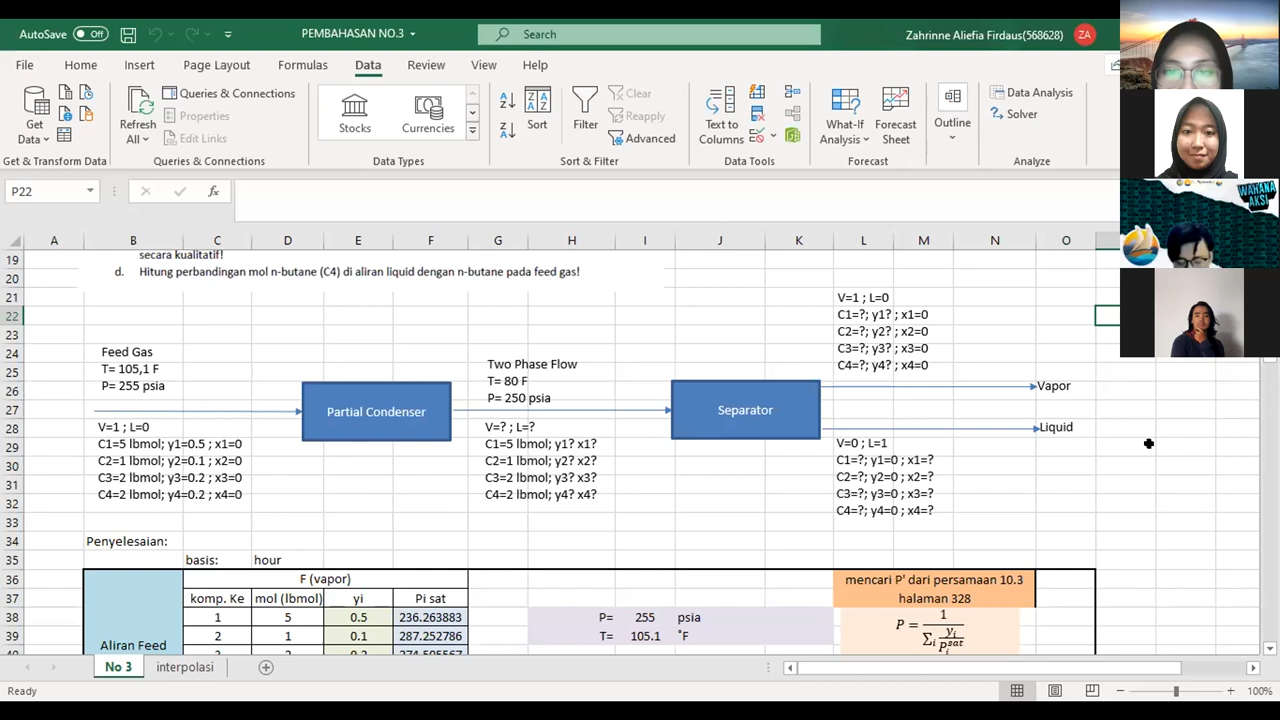 AutoSave Off
PEMBAHASAN NO.3
Search
Zahrinne Aliefia Firdaus(568628)
ZA
File Home Insert Page Layout Formulas Data Review View Help
Get Data
Refresh All
Queries & Connections
Properties
Edit Links
Stocks
Currencies
Sort
Filter
Clear
Reapply
Advanced
Text to Columns
What-If Analysis
Forecast Sheet
Outline
Data Analysis
Solver
Get & Transform Data
Queries & Connections
Data Types
Sort & Filter
Data Tools
Forecast
Analyze
WAHANA AKSI
P22
fx
A B C D E F G H I J K L M N O
19
secara kualitatif!
20
d. Hitung perbandingan mol n-butane (C4) di aliran liquid dengan n-butane pada feed gas!
21
22
23
24
25
26
27
28
29
30
31
32
33
34
35
36
37
38
39
V=1 ; L=0
C1=?; y1? ; x1=0
C2=?; y2? ; x2=0
C3=?; y3? ; x3=0
C4=?; y4? ; x4=0
Feed Gas
T= 105,1 F
P= 255 psia
Two Phase Flow
T= 80 F
P= 250 psia
Partial Condenser
Separator
Vapor
Liquid
V=1 ; L=0
C1=5 lbmol; y1=0.5 ; x1=0
C2=1 lbmol; y2=0.1 ; x2=0
C3=2 lbmol; y3=0.2 ; x3=0
C4=2 lbmol; y4=0.2 ; x4=0
V=? ; L=?
C1=5 lbmol; y1? x1?
C2=1 lbmol; y2? x2?
C3=2 lbmol; y3? x3?
C4=2 lbmol; y4? x4?
V=0 ; L=1
C1=?; y1=0 ; x1=?
C2=?; y2=0 ; x2=?
C3=?; y3=0 ; x3=?
C4=?; y4=0 ; x4=?
Penyelesaian:
basis: hour
F (vapor)
komp. Ke mol (lbmol) yi Pi sat
1 5 0.5 236.263883
2 1 0.1 287.252786
Aliran Feed
P= 255 psia
T= 105.1 °F
mencari P' dari persamaan 10.3
halaman 328
P = 1 / ∑i yi / Pi sat
No 3
interpolasi
Ready
100%